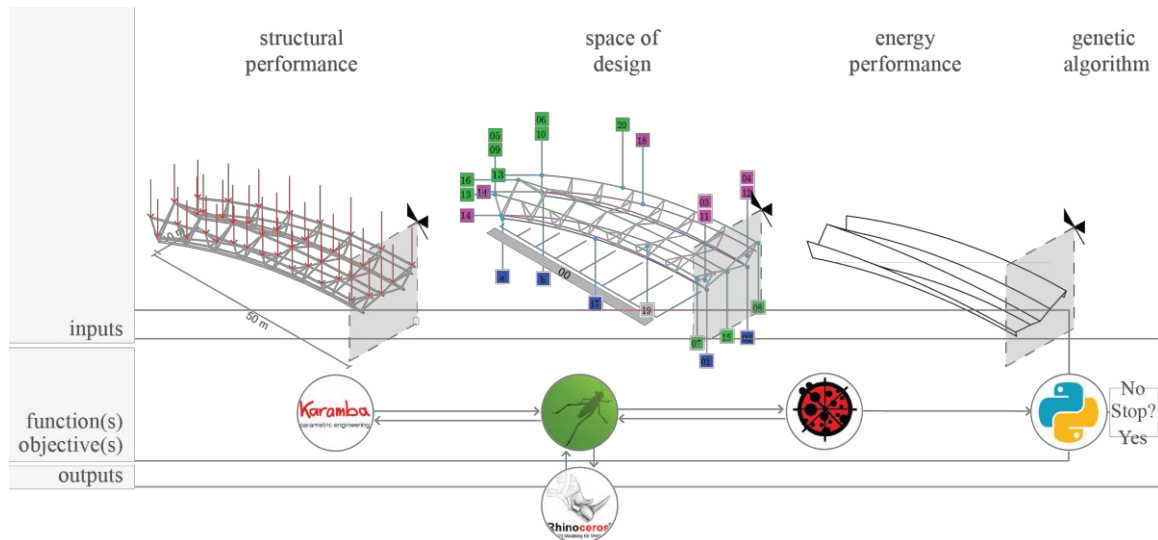 structural
performance
space of
design
energy
performance
genetic
algorithm
06
10
05
09
13
16
13
14
14
20
18
04
12
03
11
50 m
00
a
b
17
19
07
15
08
01
inputs
function(s)
objective(s)
outputs
Karamba
parametric engineering
No
Stop?
Yes
Rhinoceros